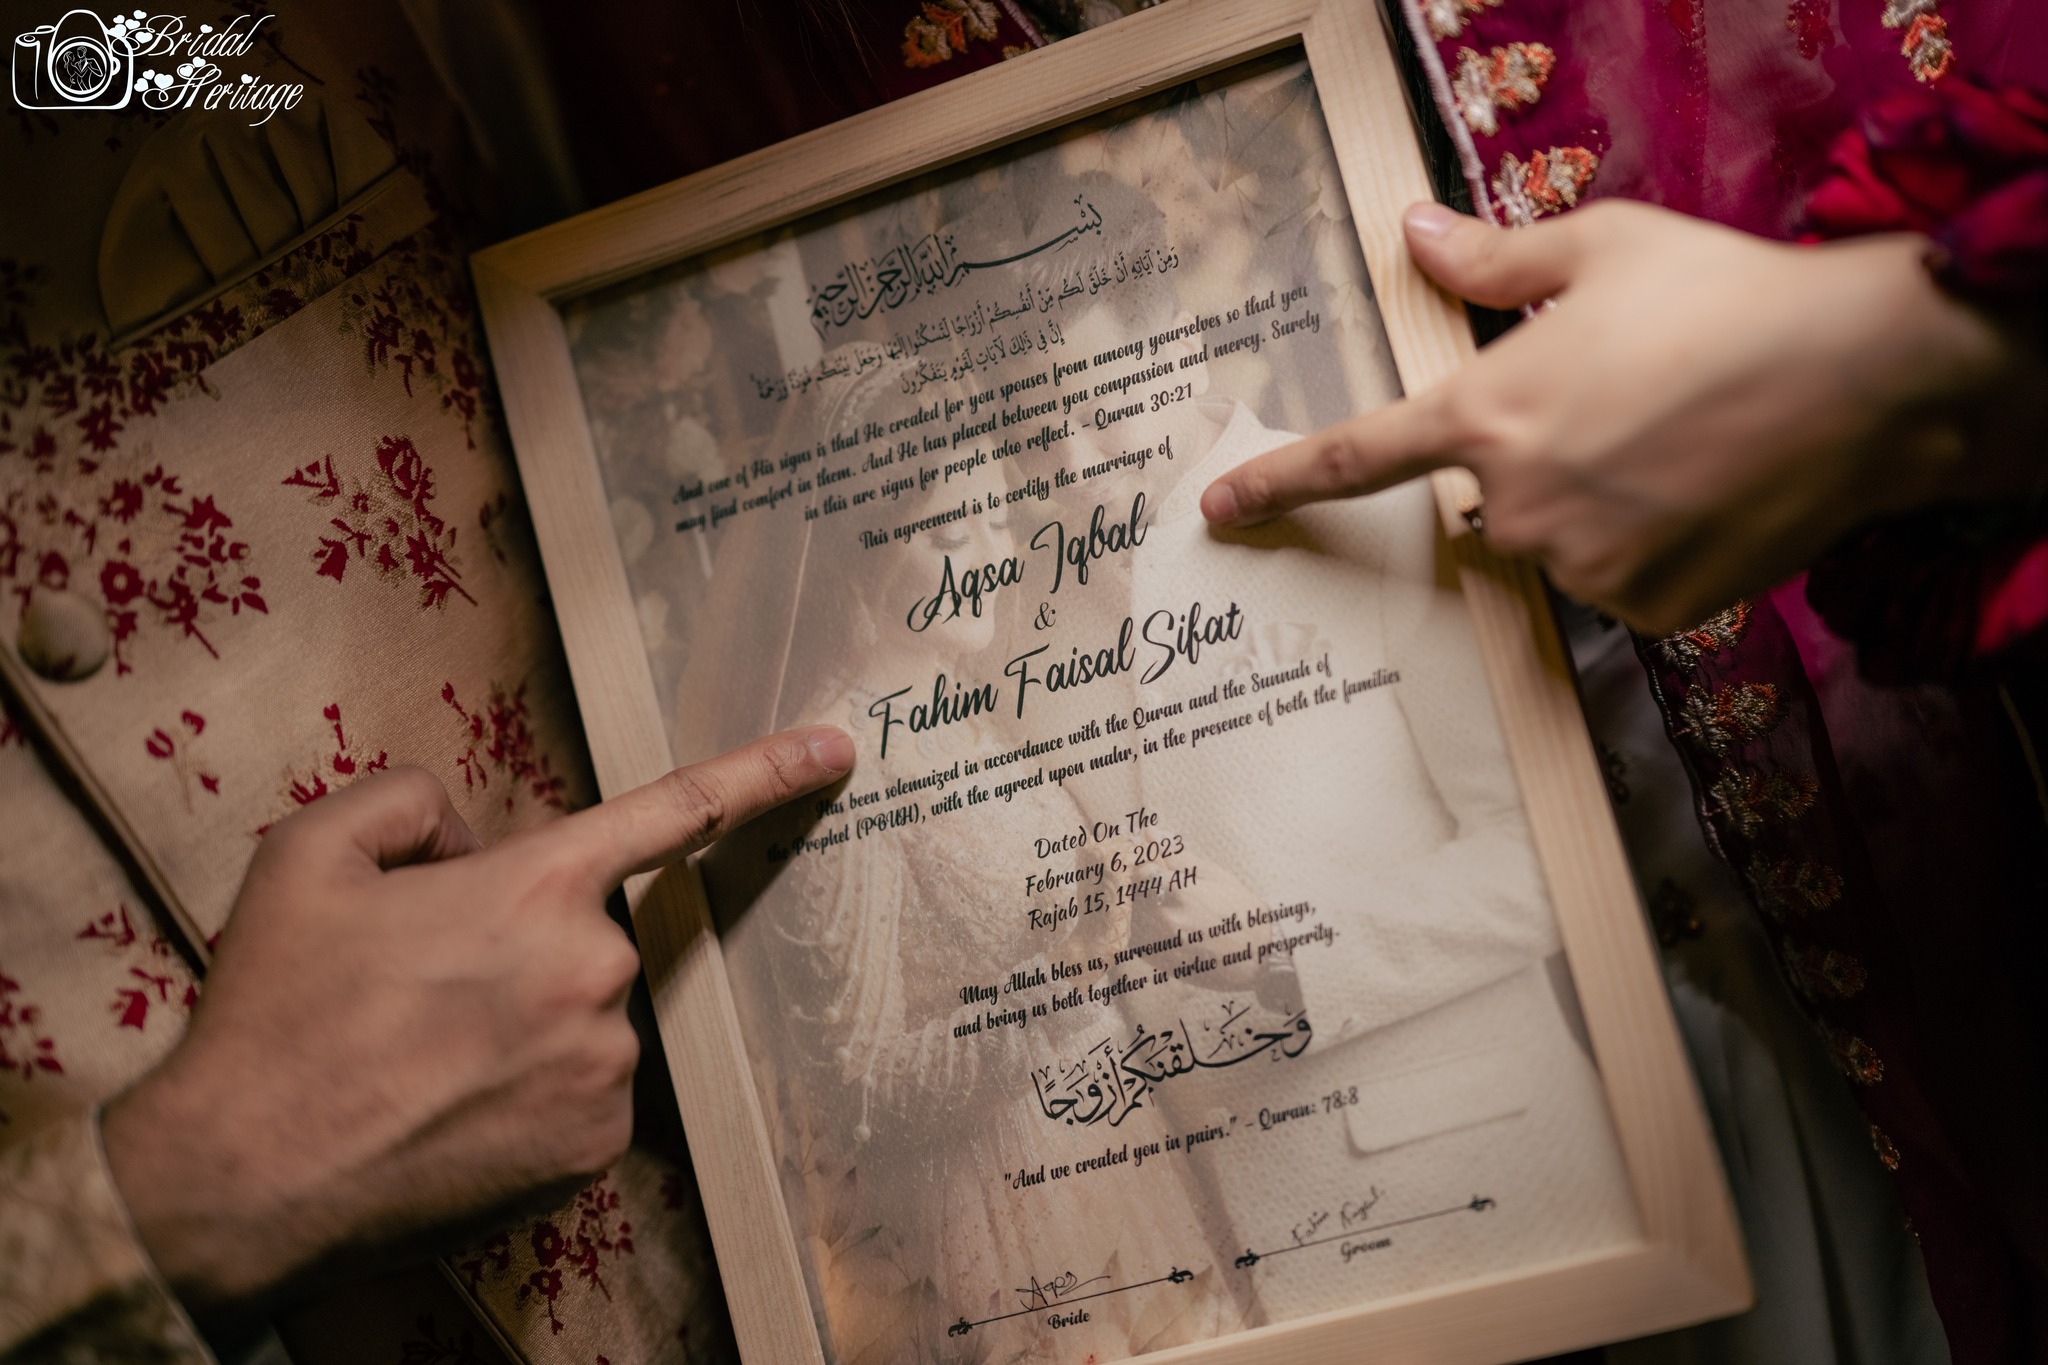 Bridal
Heritage
بسم الله الرحمن الرحيم
وَمِنْ آيَاتِهِ أَنْ خَلَقَ لَكُم مِّنْ أَنفُسِكُمْ أَزْوَاجًا لِّتَسْكُنُوا إِلَيْهَا وَجَعَلَ بَيْنَكُم مَّوَدَّةً وَرَحْمَةً ۚ
إِنَّ فِي ذَٰلِكَ لَآيَاتٍ لِّقَوْمٍ يَتَفَكَّرُونَ
And one of His signs is that He created for you spouses from among yourselves so that you
may find comfort in them. And He has placed between you compassion and mercy. Surely
in this are signs for people who reflect. - Quran 30:21
This agreement is to certify the marriage of
Aqsa Iqbal
&
Fahim Faisal Sifat
Has been solemnized in accordance with the Quran and the Sunnah of
the Prophet (PBUH), with the agreed upon mahr, in the presence of both the families
Dated On The
February 6, 2023
Rajab 15, 1444 AH
May Allah bless us, surround us with blessings,
and bring us both together in virtue and prosperity.
وَخَلَقْنَكُمْ أَزْوَجًا
"And we created you in pairs." - Quran: 78:8
Aqsa
Bride
Fahim Faysal
Groom